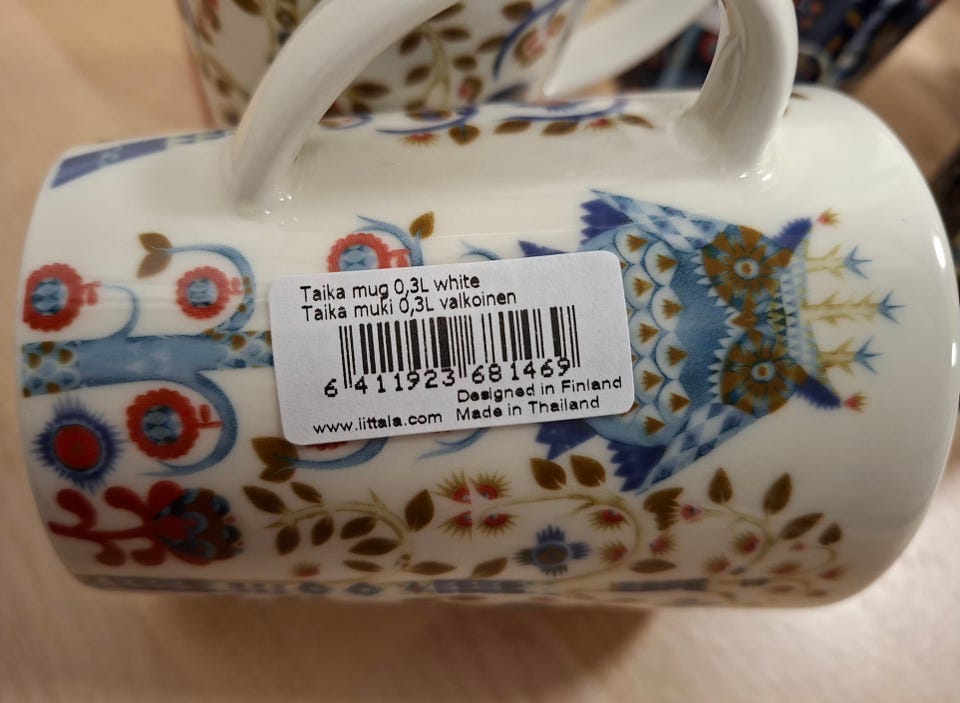 Taika mug 0,3L white
Taika muki 0,3L valkoinen
6 411923 681469
Designed in Finland
www.iittala.com Made in Thailand